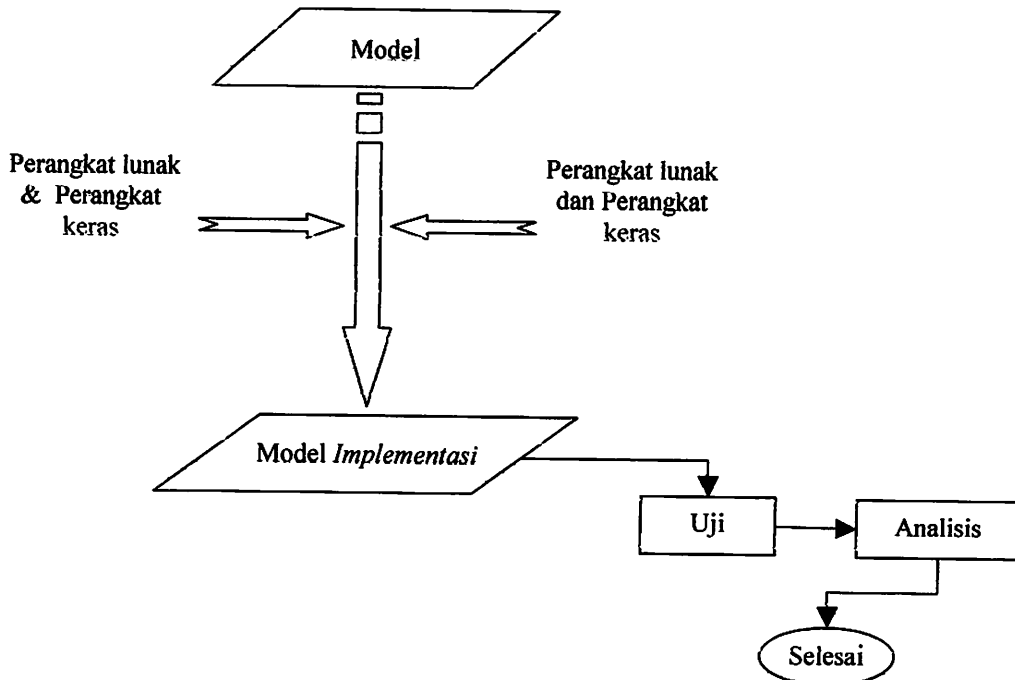 Model
Perangkat lunak
& Perangkat
keras
Perangkat lunak
dan Perangkat
keras
Model Implementasi
Uji
Analisis
Selesai